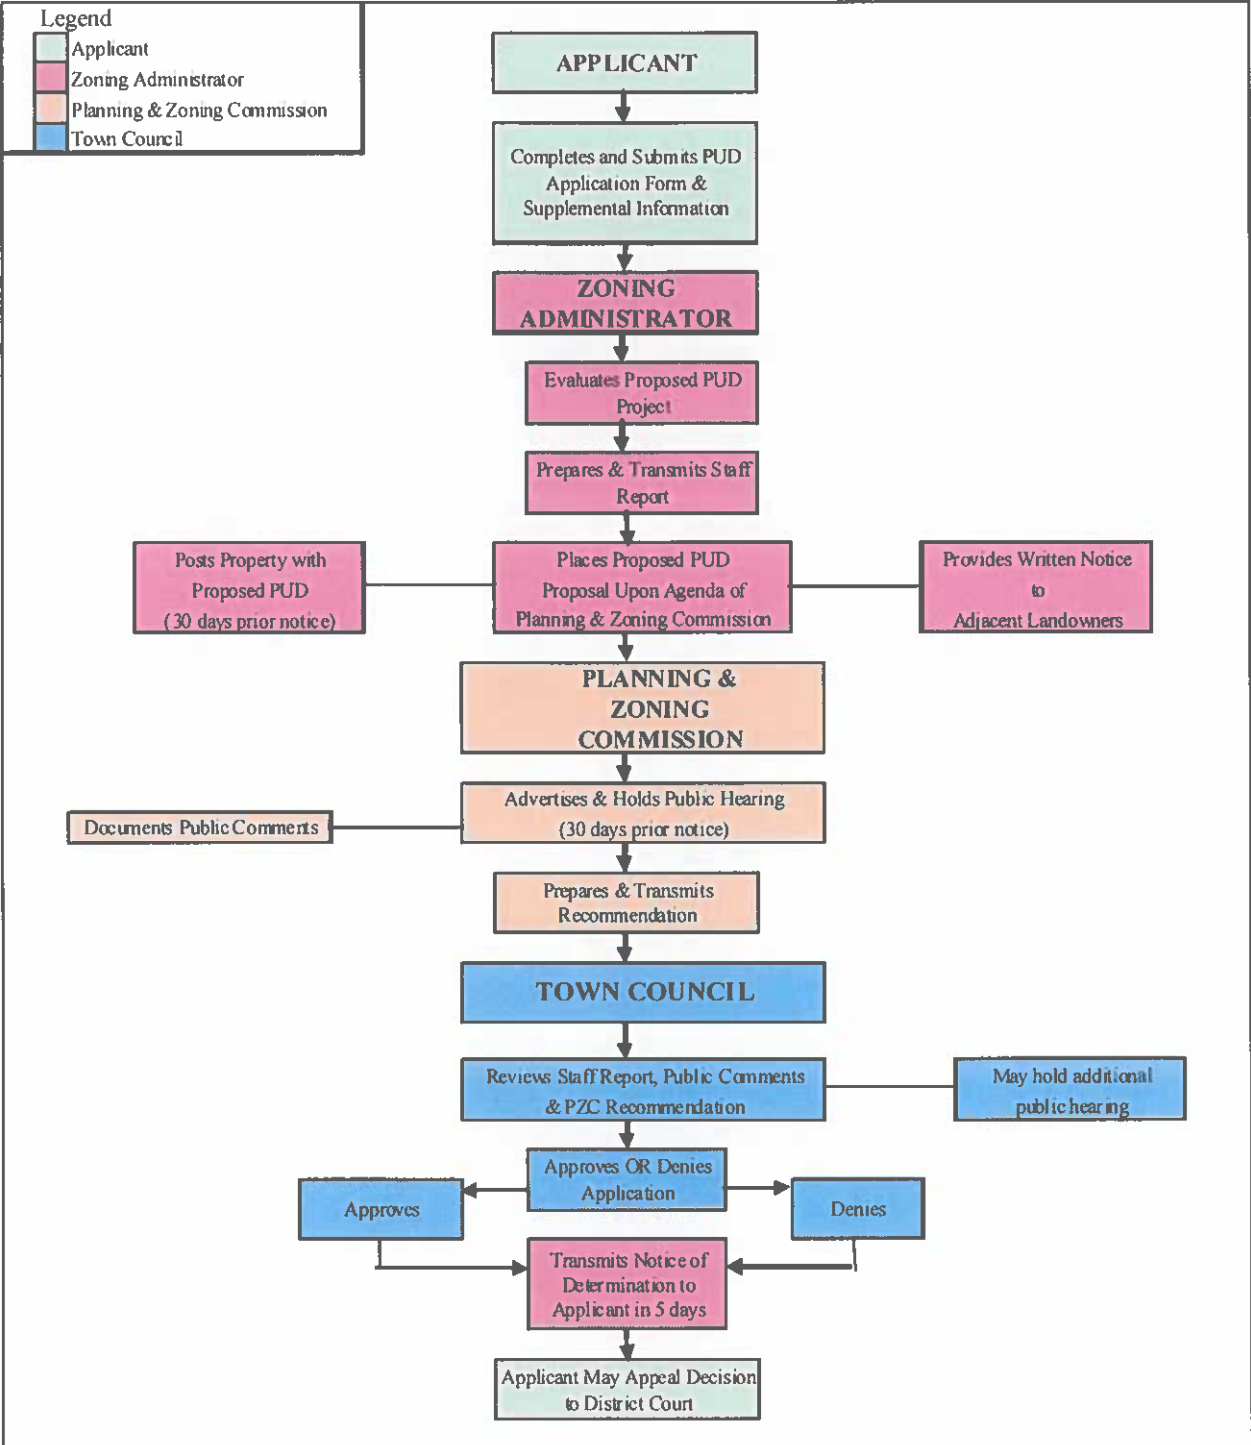 Legend
Applicant
Zoning Administrator
Planning & Zoning Commission
Town Council
APPLICANT
Completes and Submits PUD
Application Form &
Supplemental Information
ZONING
ADMINISTRATOR
Evaluates Proposed PUD
Project
Prepares & Transmits Staff
Report
Posts Property with
Proposed PUD
(30 days prior notice)
Places Proposed PUD
Proposal Upon Agenda of
Planning & Zoning Commission
Provides Written Notice
to
Adjacent Landowners
PLANNING &
ZONING
COMMISSION
Advertises & Holds Public Hearing
(30 days prior notice)
Documents Public Comments
Prepares & Transmits
Recommendation
TOWN COUNCIL
Reviews Staff Report, Public Comments
& PZC Recommendation
May hold additional
public hearing
Approves OR Denies
Application
Approves
Denies
Transmits Notice of
Determination to
Applicant in 5 days
Applicant May Appeal Decision
to District Court